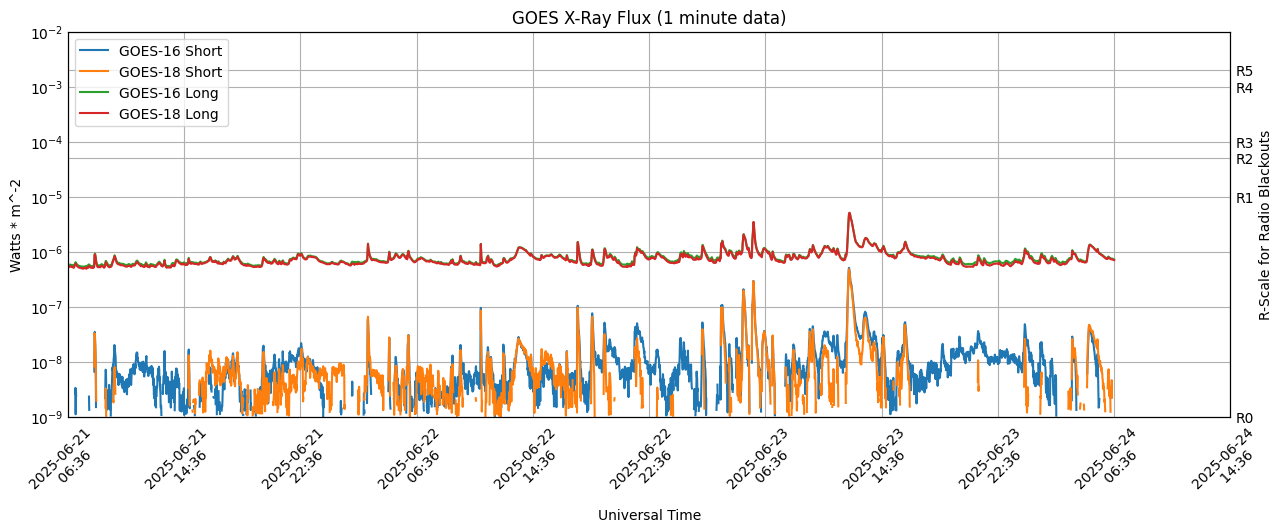 GOES X-Ray Flux (1 minute data)
GOES-16 Short
GOES-18 Short
GOES-16 Long
GOES-18 Long
10^-2
10^-3
10^-4
10^-5
10^-6
10^-7
10^-8
10^-9
Watts * m^-2
R5
R4
R3
R2
R1
R0
R-Scale for Radio Blackouts
2025-06-21
06:36
2025-06-21
14:36
2025-06-21
22:36
2025-06-22
06:36
2025-06-22
14:36
2025-06-22
22:36
2025-06-23
06:36
2025-06-23
14:36
2025-06-23
22:36
2025-06-24
06:36
2025-06-24
14:36
Universal Time